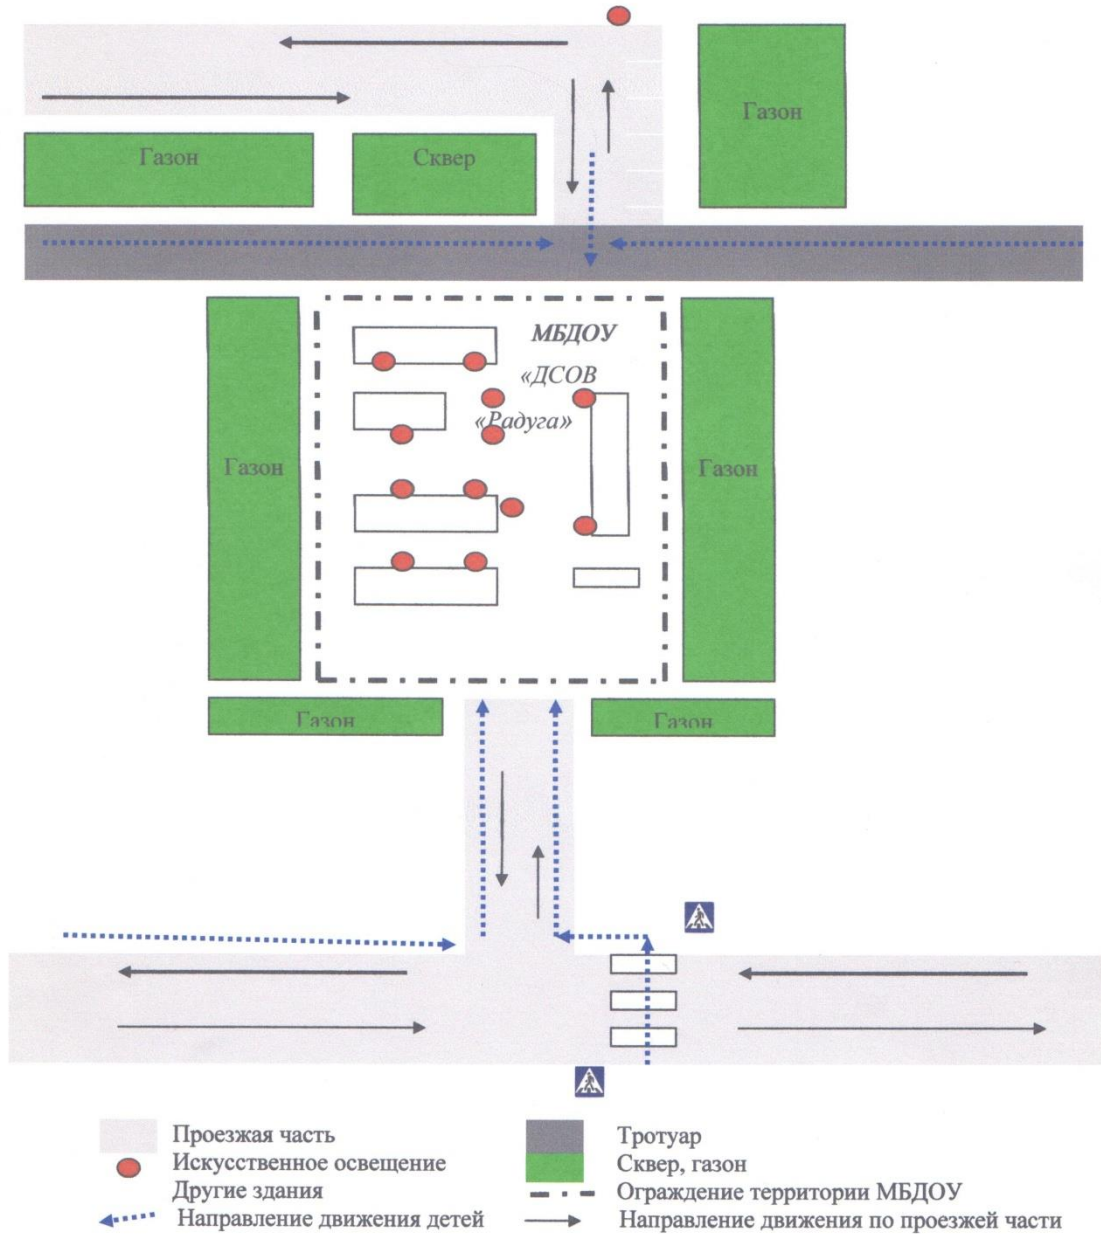 Газон
Газон
Сквер
МБДОУ
«ДСОВ
«Радуга»
Газон
Газон
Газон
Газон
Проезжая часть
Искусственное освещение
Другие здания
Направление движения детей
Тротуар
Сквер, газон
Ограждение территории МБДОУ
Направление движения по проезжей части